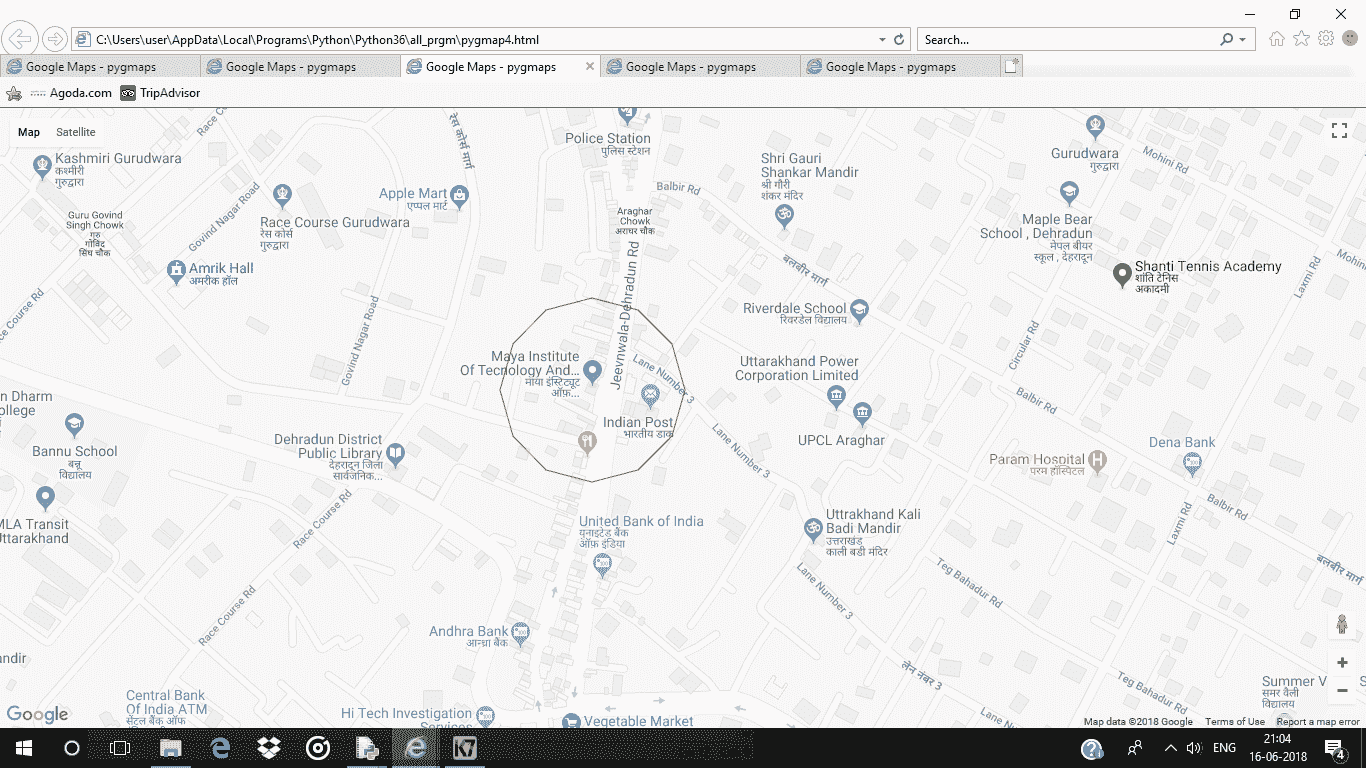 C:\Users\user\AppData\Local\Programs\Python\Python36\all_prgm\pygmap4.html
Search...
Google Maps - pygmaps
Google Maps - pygmaps
Google Maps - pygmaps
Google Maps - pygmaps
Google Maps - pygmaps
Agoda.com
TripAdvisor
Map
Satellite
Race Co
रेस कोर्स मार्ग
Police Station
पुलिस स्टेशन
Kashmiri Gurudwara
कश्मीरी
गुरुद्वारा
Shri Gauri
Shankar Mandir
श्री गौरी
शंकर मंदिर
Gurudwara
गुरुद्वारा
Mohini Rd
Apple Mart
एप्पल मार्ट
Balbir Rd
Guru Govind
Singh Chowk
गुरु
गोविंद
सिंघ चौक
Govind Nagar Road
Race Course Gurudwara
रेस कोर्स
गुरुद्वारा
Araghar
Chowk
अराघर चौक
Maple Bear
School , Dehradun
मेपल बीयर
स्कूल , देहरादून
Mohin
Amrik Hall
अमरीक हॉल
Jeevnwala-Dehradun Rd
बलबीर मार्ग
Shanti Tennis Academy
शांति टेनिस
अकादमी
Laxmi Rd
ce Course Rd
Govind Nagar Road
Riverdale School
रिवरडेल विद्यालय
Circular Rd
Maya Institute
Of Tecnology And...
माया इंस्टिट्यूट
ऑफ़...
Lane Number 3
Uttarakhand Power
Corporation Limited
n Dharm
ollege
Indian Post
भारतीय डाक
Balbir Rd
Bannu School
बन्नू
विद्यालय
Dehradun District
Public Library
देहरादून जिला
सार्वजनिक...
Lane Number 3
UPCL Araghar
Dena Bank
Param Hospital
परम हॉस्पिटल
Balbir Rd
MLA Transit
Uttarakhand
Race Course Rd
United Bank of India
यूनाइटेड बैंक
ऑफ़ इंडिया
Uttrakhand Kali
Badi Mandir
उत्तराखंड
काली बडी मंदिर
Laxmi Rd
बलबीर मार्ग
Race Course Rd
Lane Number 3
Teg Bahadur Rd
Andhra Bank
आन्ध्रा बैंक
andir
लेन नंबर 3
Teg Bahadur Rd
Central Bank
Of India ATM
सेंट्रल बैंक ऑफ
Hi Tech Investigation
Services
Vegetable Market
Lane
Summer V
समर वैली
विद्यालय
S
Google
Map data ©2018 Google
Terms of Use
Report a map error
K7
ENG
21:04
16-06-2018
4